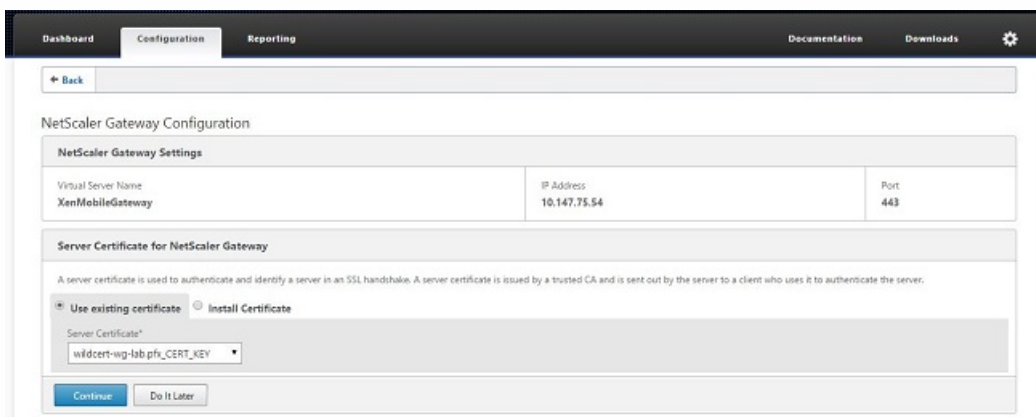 Dashboard Configuration Reporting Documentation Downloads
Back
NetScaler Gateway Configuration
NetScaler Gateway Settings
Virtual Server Name IP Address Port
XenMobileGateway 10.147.75.54 443
Server Certificate for NetScaler Gateway
A server certificate is used to authenticate and identify a server in an SSL handshake. A server certificate is issued by a trusted CA and is sent out by the server to a client who uses it to authenticate the server.
Use existing certificate Install Certificate
Server Certificate*
wildcert-wg-lab.pfx_CERT_KEY
Continue Do It Later